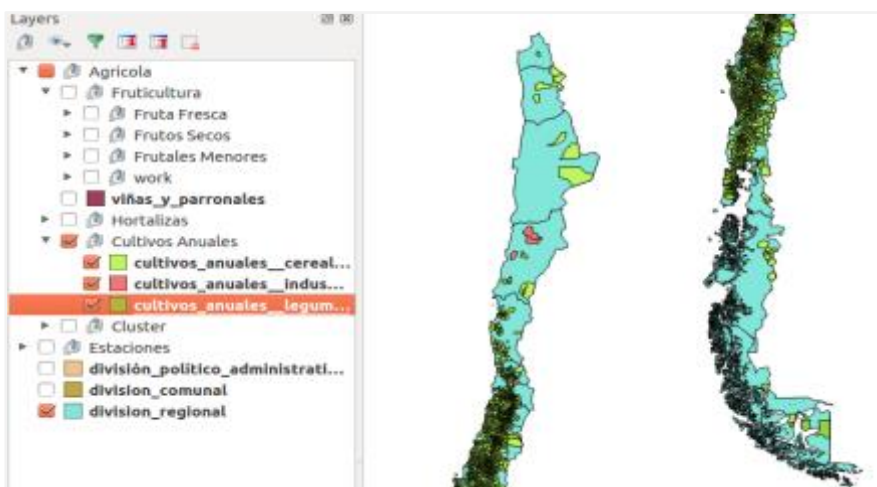 Layers
Agricola
Fruticultura
Fruta Fresca
Frutos Secos
Frutales Menores
work
viñas_y_parronales
Hortalizas
Cultivos Anuales
cultivos_anuales__cereal...
cultivos_anuales__indus...
cultivos_anuales__legum...
Cluster
Estaciones
división_político_administrati...
division_comunal
division_regional